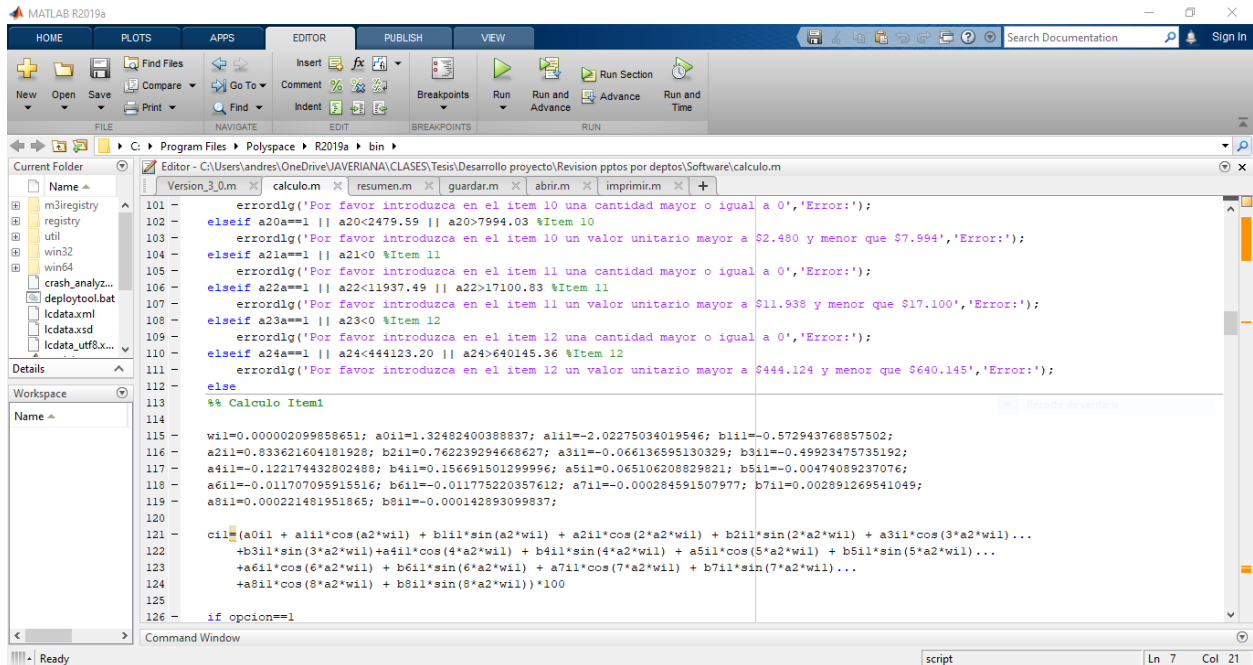 MATLAB R2019a
HOME PLOTS APPS EDITOR PUBLISH VIEW Search Documentation Sign In
New Open Save Find Files Compare Print Go To Find Insert fx Comment Indent Breakpoints Run Run and Advance Run Section Advance Run and Time
FILE NAVIGATE EDIT BREAKPOINTS RUN
C: Program Files Polyspace R2019a bin
Current Folder
Name
m3iregistry
registry
util
win32
win64
crash_analyz...
deploytool.bat
lcdata.xml
lcdata.xsd
lcdata_utf8.x...
Details
Workspace
Name
Editor - C:\Users\andres\OneDrive\JAVERIANA\CLASES\Tesis\Desarrollo proyecto\Revision pptos por deptos\Software\calculo.m
Version_3_0.m calculo.m resumen.m guardar.m abrir.m imprimir.m +
101 - errordlg('Por favor introduzca en el item 10 una cantidad mayor o igual a 0','Error:');
102 - elseif a20a==1 || a20<2479.59 || a20>7994.03 %Item 10
103 - errordlg('Por favor introduzca en el item 10 un valor unitario mayor a $2.480 y menor que $7.994','Error:');
104 - elseif a21a==1 || a21<0 %Item 11
105 - errordlg('Por favor introduzca en el item 11 una cantidad mayor o igual a 0','Error:');
106 - elseif a22a==1 || a22<11937.49 || a22>17100.83 %Item 11
107 - errordlg('Por favor introduzca en el item 11 un valor unitario mayor a $11.938 y menor que $17.100','Error:');
108 - elseif a23a==1 || a23<0 %Item 12
109 - errordlg('Por favor introduzca en el item 12 una cantidad mayor o igual a 0','Error:');
110 - elseif a24a==1 || a24<444123.20 || a24>640145.36 %Item 12
111 - errordlg('Por favor introduzca en el item 12 un valor unitario mayor a $444.124 y menor que $640.145','Error:');
112 - else
113 %% Calculo Item1
114
115 - wi1=0.000002099858651; a0i1=1.32482400388837; a1i1=-2.02275034019546; b1i1=-0.572943768857502;
116 - a2i1=0.833621604181928; b2i1=0.762239294668627; a3i1=-0.066136595130329; b3i1=-0.49923475735192;
117 - a4i1=-0.122174432802488; b4i1=0.156691501299996; a5i1=0.065106208829821; b5i1=-0.00474089237076;
118 - a6i1=-0.011707095915516; b6i1=-0.011775220357612; a7i1=-0.000284591507977; b7i1=0.002891269541049;
119 - a8i1=0.000221481951865; b8i1=-0.000142893099837;
120
121 - ci1=(a0i1 + a1i1*cos(a2*wi1) + b1i1*sin(a2*wi1) + a2i1*cos(2*a2*wi1) + b2i1*sin(2*a2*wi1) + a3i1*cos(3*a2*wi1)...
122 +b3i1*sin(3*a2*wi1)+a4i1*cos(4*a2*wi1) + b4i1*sin(4*a2*wi1) + a5i1*cos(5*a2*wi1) + b5i1*sin(5*a2*wi1)...
123 +a6i1*cos(6*a2*wi1) + b6i1*sin(6*a2*wi1) + a7i1*cos(7*a2*wi1) + b7i1*sin(7*a2*wi1)...
124 +a8i1*cos(8*a2*wi1) + b8i1*sin(8*a2*wi1))*100
125
126 - if opcion==1
Command Window
Ready script Ln 7 Col 21